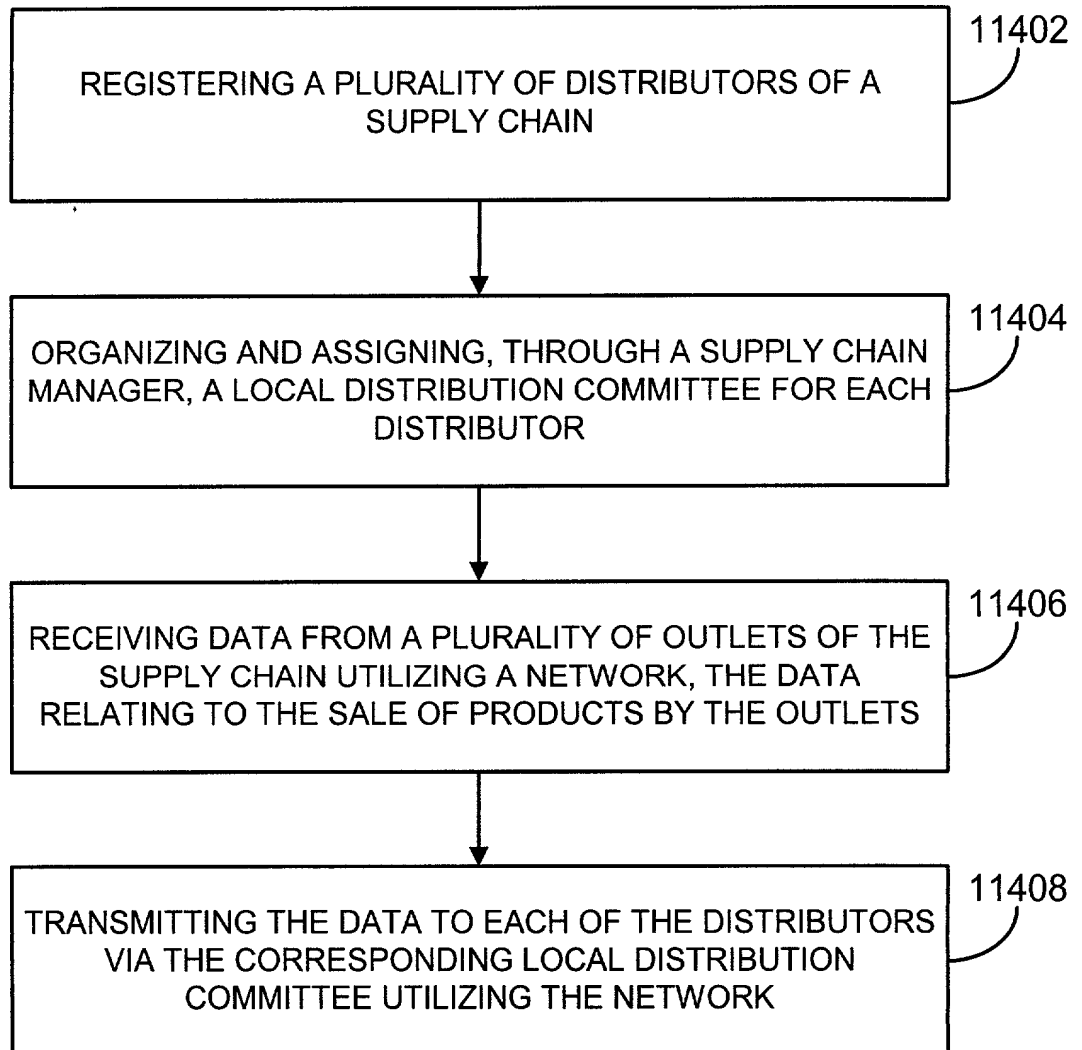 11402
REGISTERING A PLURALITY OF DISTRIBUTORS OF A
SUPPLY CHAIN
11404
ORGANIZING AND ASSIGNING, THROUGH A SUPPLY CHAIN
MANAGER, A LOCAL DISTRIBUTION COMMITTEE FOR EACH
DISTRIBUTOR
11406
RECEIVING DATA FROM A PLURALITY OF OUTLETS OF THE
SUPPLY CHAIN UTILIZING A NETWORK, THE DATA
RELATING TO THE SALE OF PRODUCTS BY THE OUTLETS
11408
TRANSMITTING THE DATA TO EACH OF THE DISTRIBUTORS
VIA THE CORRESPONDING LOCAL DISTRIBUTION
COMMITTEE UTILIZING THE NETWORK